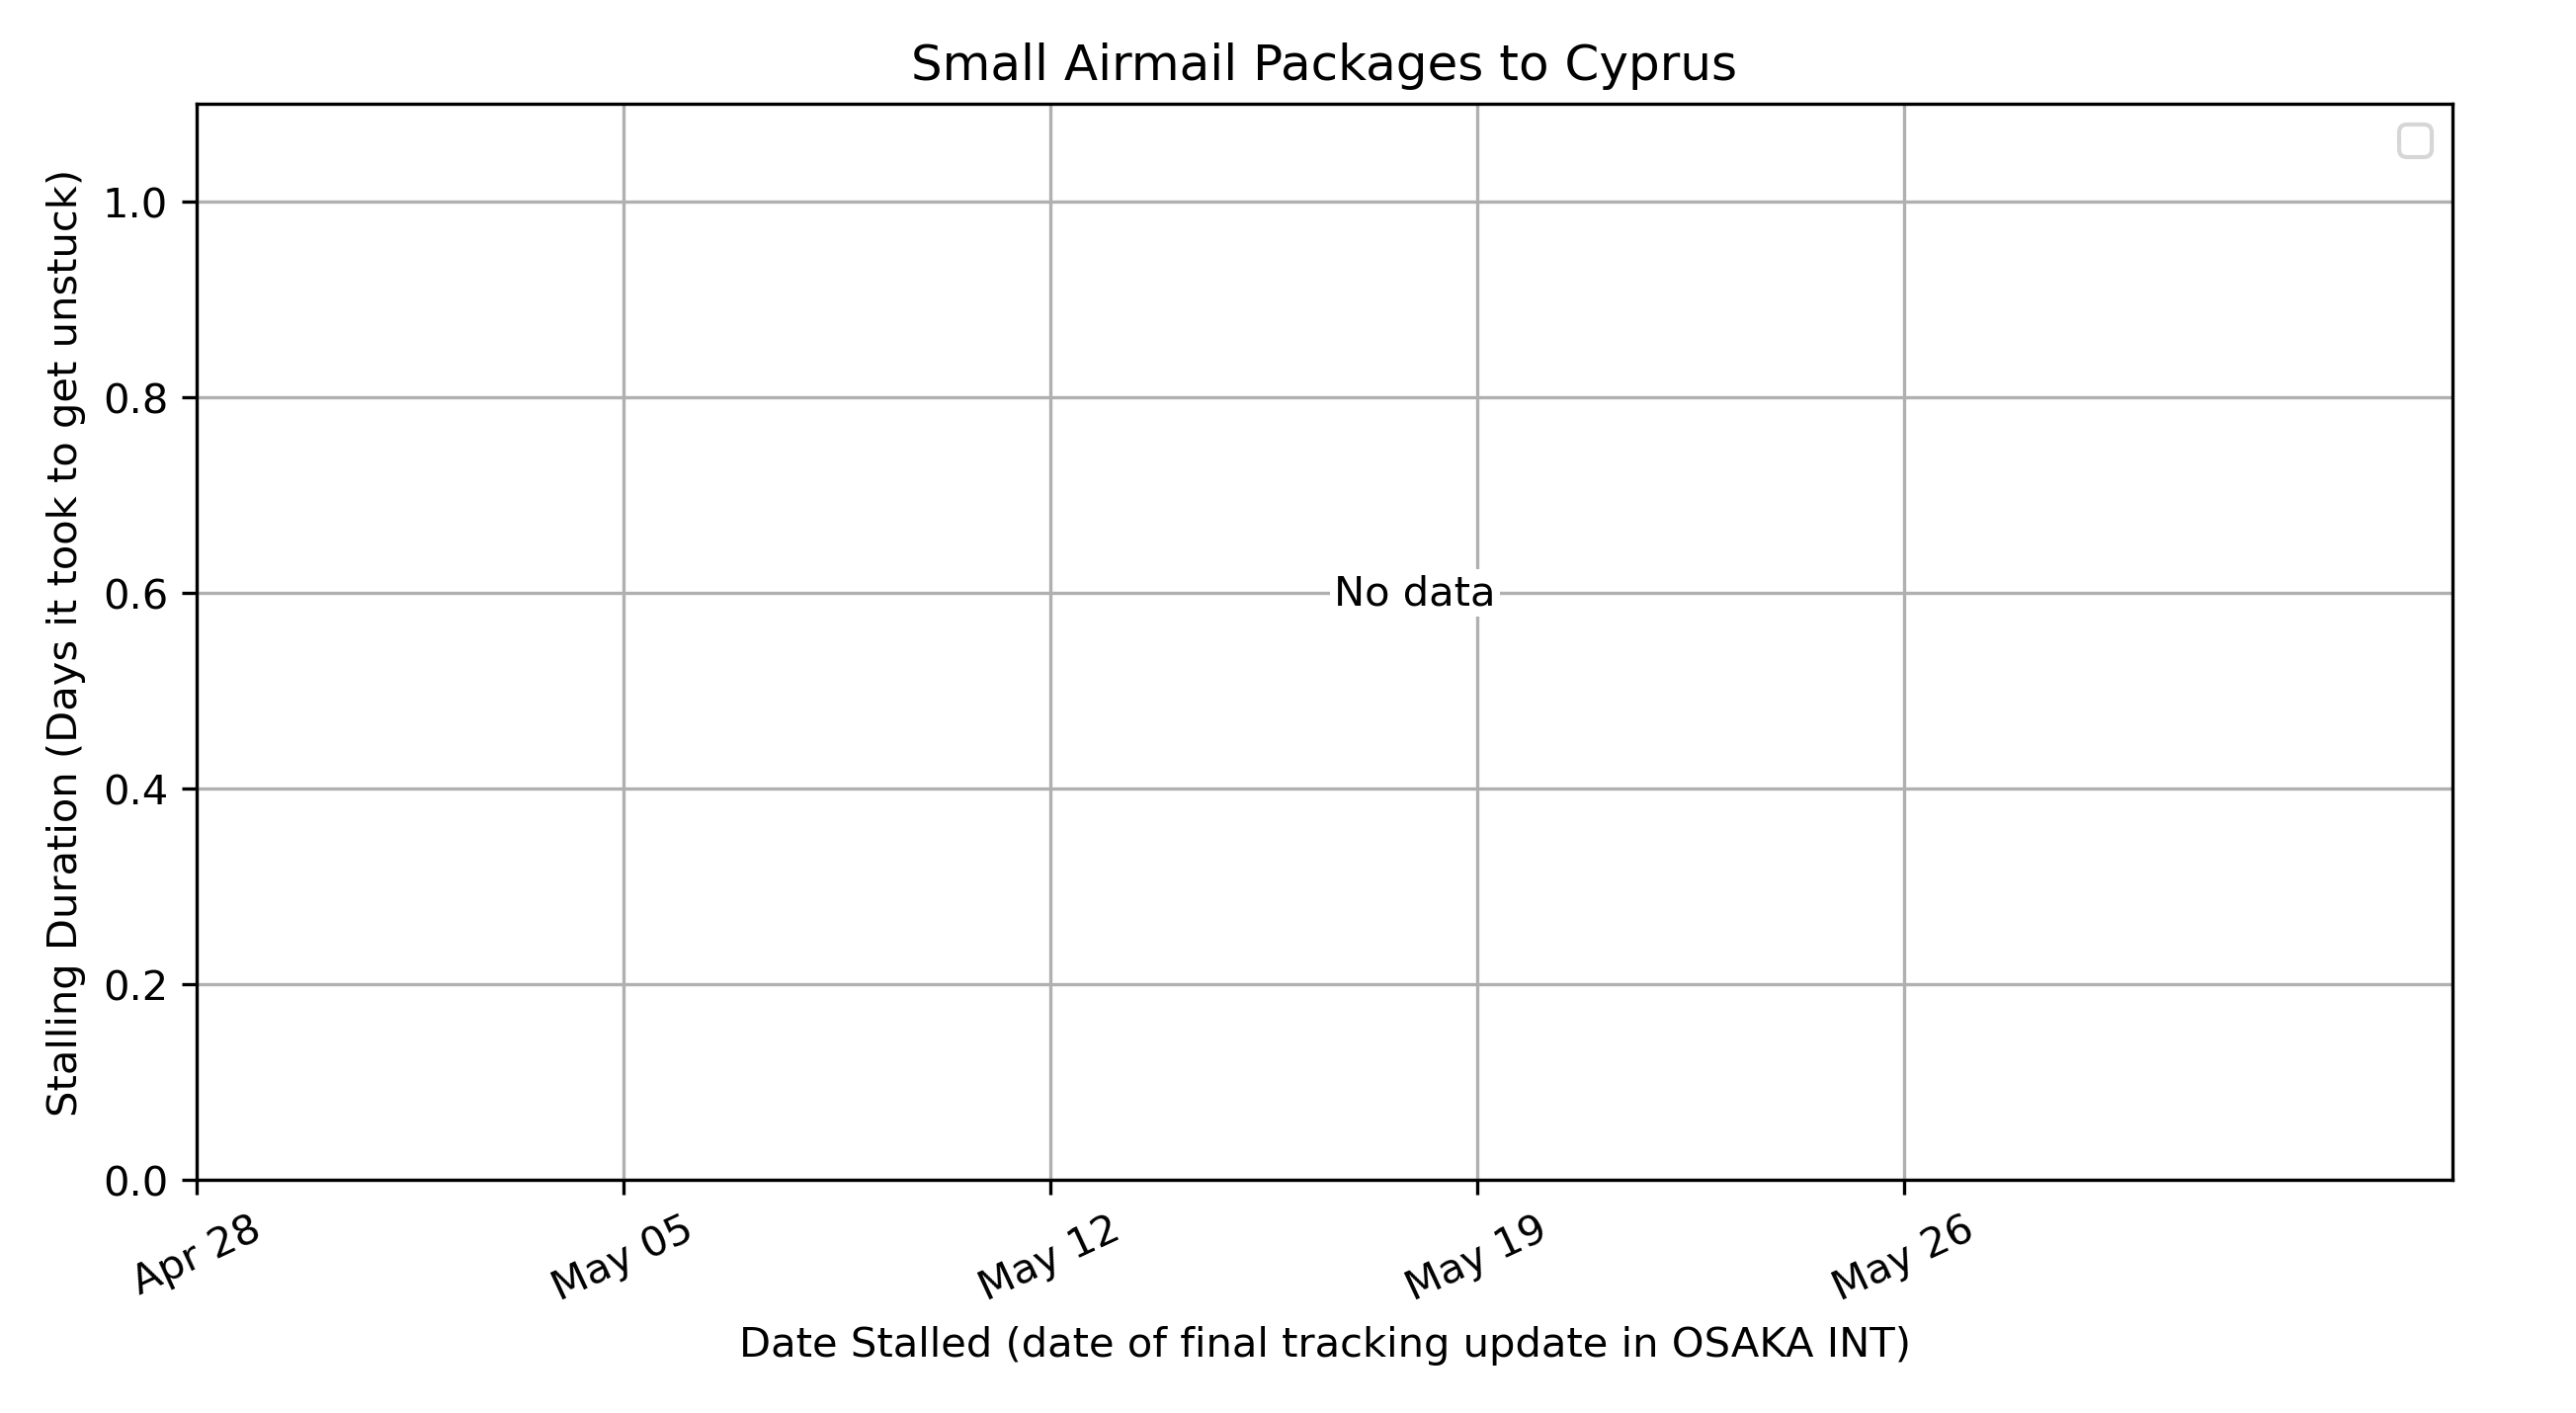 Small Airmail Packages to Cyprus
Stalling Duration (Days it took to get unstuck)
1.0
0.8
0.6
0.4
0.2
0.0
No data
Apr 28
May 05
May 12
May 19
May 26
Date Stalled (date of final tracking update in OSAKA INT)